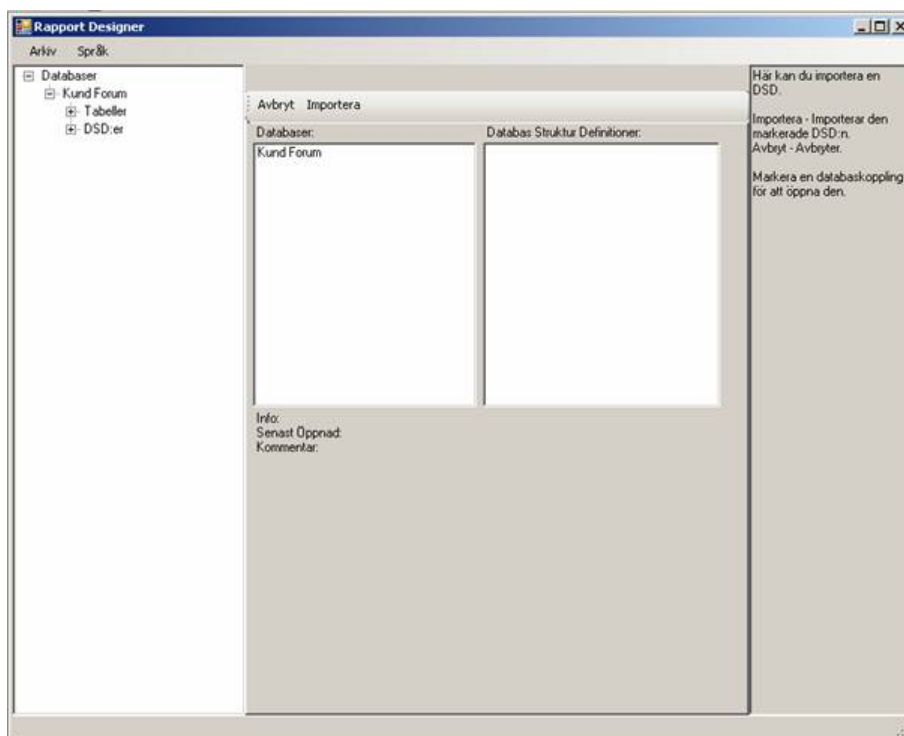 Rapport Designer
Arkiv Språk
Databaser
Kund Forum
Tabeller
DSD:er
Avbryt Importera
Databaser:
Kund Forum
Databas Struktur Definitioner:
Info:
Senast Öppnad:
Kommentar:
Här kan du importera en
DSD.
Importera - Importerar den
markerade DSD:n.
Avbryt - Avbryter.
Markera en databaskoppling
för att öppna den.